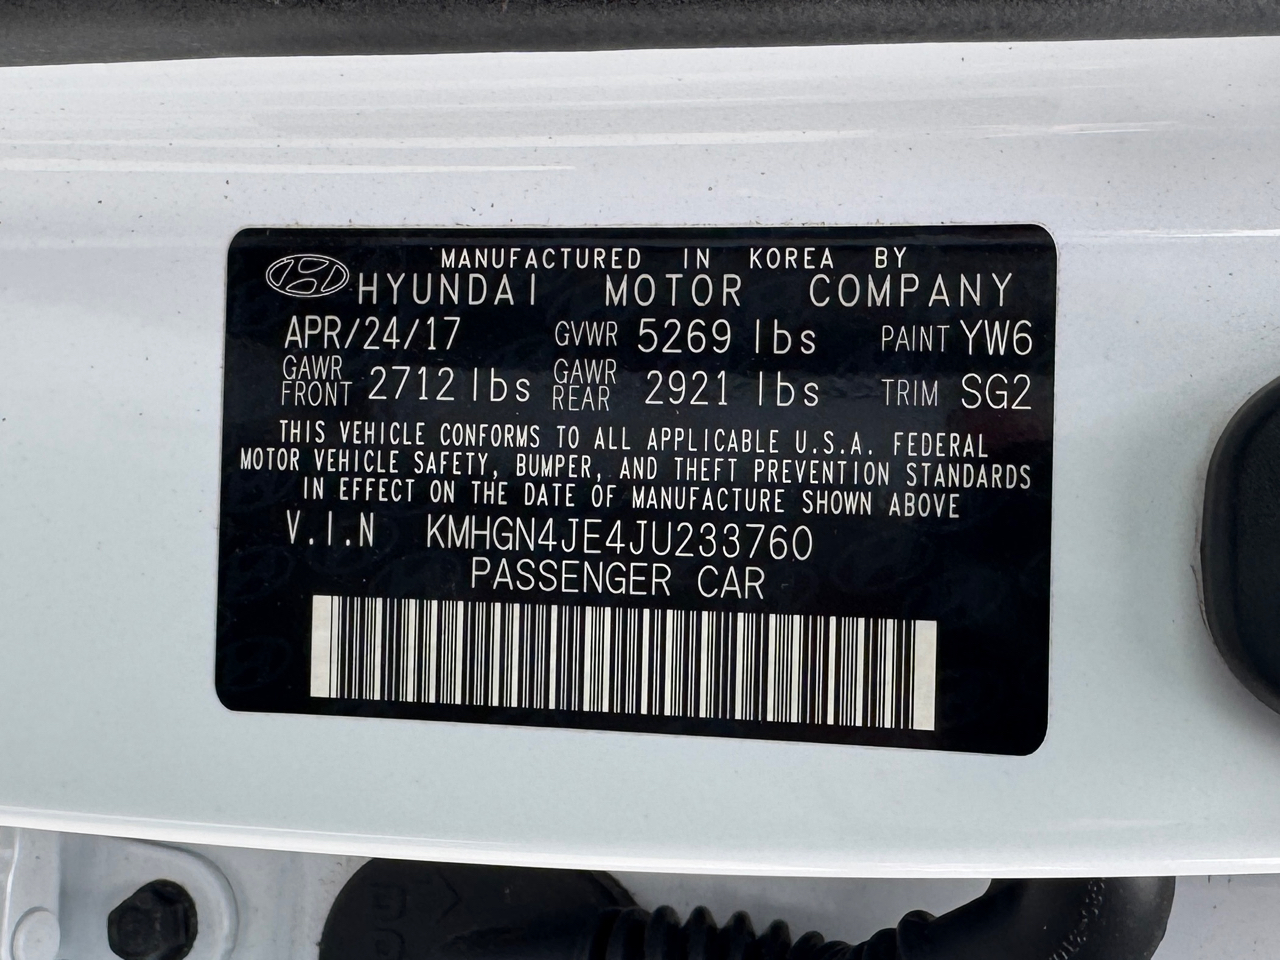 MANUFACTURED IN KOREA BY
HYUNDAI MOTOR COMPANY
APR/24/17 GVWR 5269 lbs PAINT YW6
GAWR FRONT 2712 lbs GAWR REAR 2921 lbs TRIM SG2
THIS VEHICLE CONFORMS TO ALL APPLICABLE U.S.A. FEDERAL
MOTOR VEHICLE SAFETY, BUMPER, AND THEFT PREVENTION STANDARDS
IN EFFECT ON THE DATE OF MANUFACTURE SHOWN ABOVE
V.I.N KMHGN4JE4JU233760
PASSENGER CAR